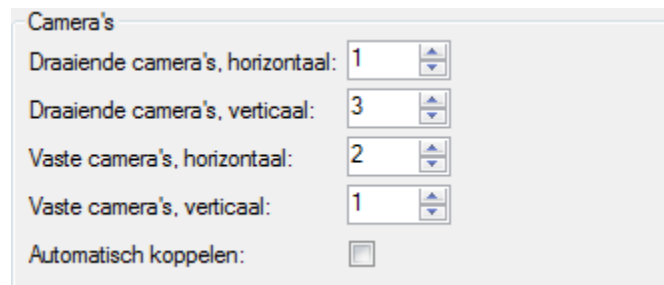 Camera's
Draaiende camera's, horizontaal: 1
Draaiende camera's, verticaal: 3
Vaste camera's, horizontaal: 2
Vaste camera's, verticaal: 1
Automatisch koppelen: